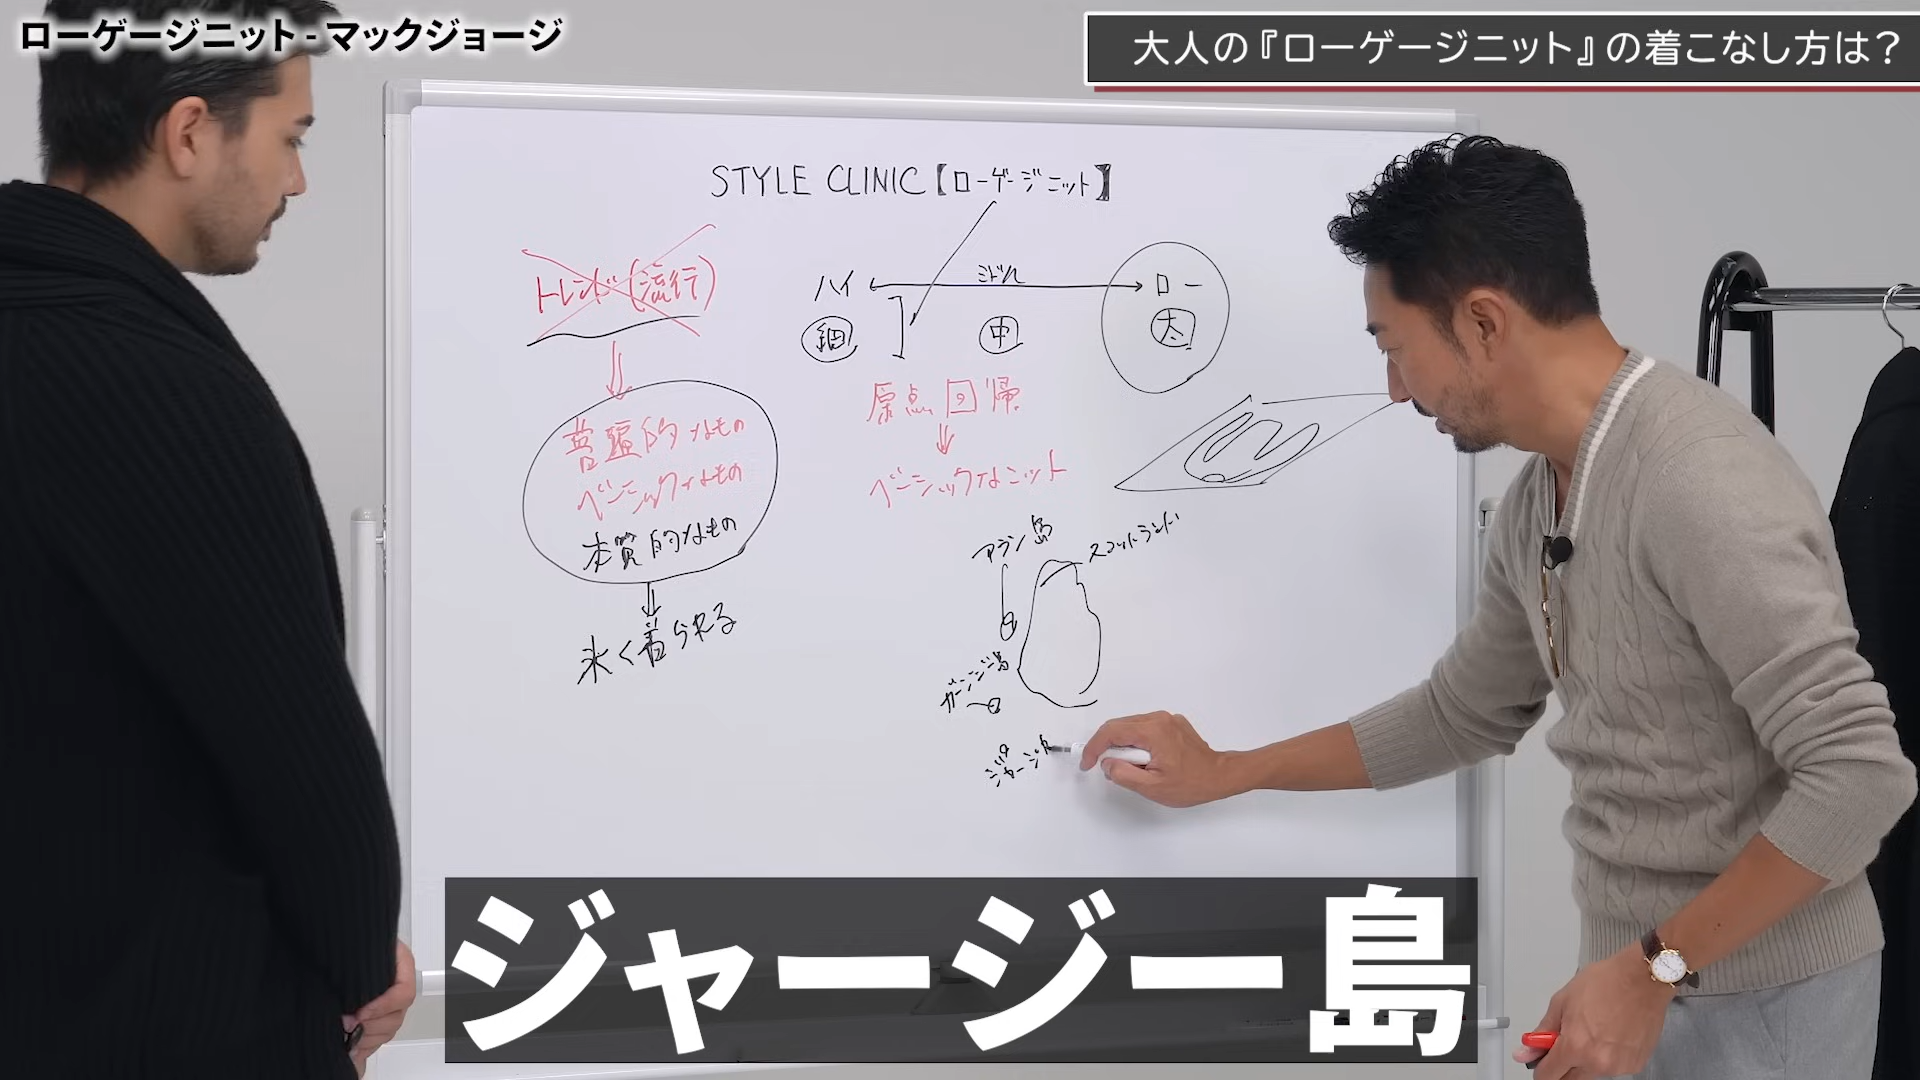 ローゲージニット - マックジョージ
大人の『ローゲージニット』の着こなし方は？
STYLE CLINIC【ローゲージニット】
トレンド(流行)
ハイ
ミドル
ロー
細
中
太
普遍的なもの
ベーシックなもの
本質的なもの
永く着られる
原点回帰
ベーシックなニット
アラン島
スコットランド
ガーンジ島
ジャージ
ジャージー島